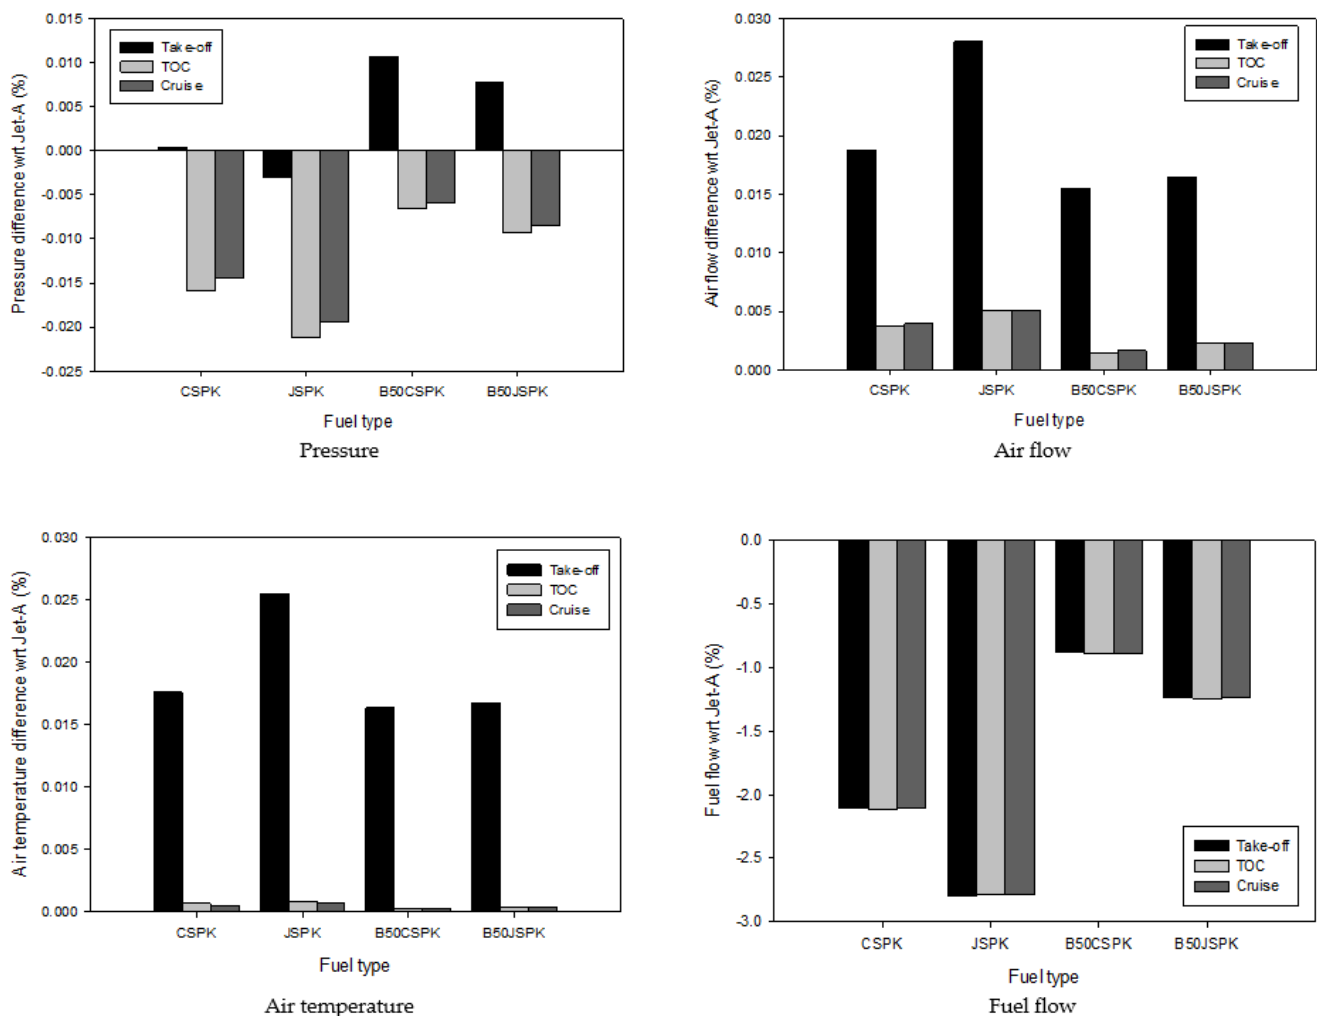 Pressure difference wrt Jet-A (%)
0.015
0.010
0.005
0.000
-0.005
-0.010
-0.015
-0.020
-0.025
Take-off
TOC
Cruise
CSPK
JSPK
B50CSPK
B50JSPK
Fuel type
Pressure
Air flow difference wrt Jet-A (%)
0.030
0.025
0.020
0.015
0.010
0.005
0.000
Take-off
TOC
Cruise
CSPK
JSPK
B50CSPK
B50JSPK
Fuel type
Air flow
Air temperature difference wrt Jet-A (%)
0.030
0.025
0.020
0.015
0.010
0.005
0.000
Take-off
TOC
Cruise
CSPK
JSPK
B50CSPK
B50JSPK
Fuel type
Air temperature
Fuel flow wrt Jet-A (%)
0.0
-0.5
-1.0
-1.5
-2.0
-2.5
-3.0
Take-off
TOC
Cruise
CSPK
JSPK
B50CSPK
B50JSPK
Fuel type
Fuel flow